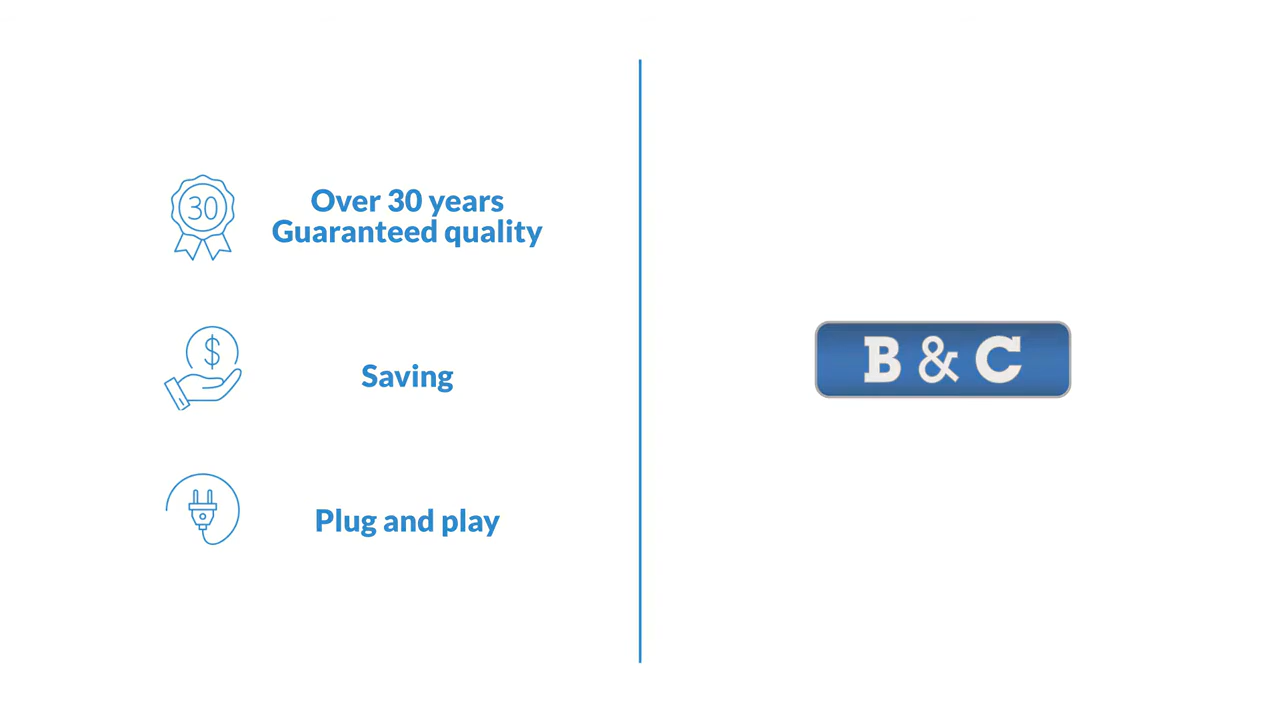 30
Over 30 years
Guaranteed quality
$
Saving
Plug and play
B & C